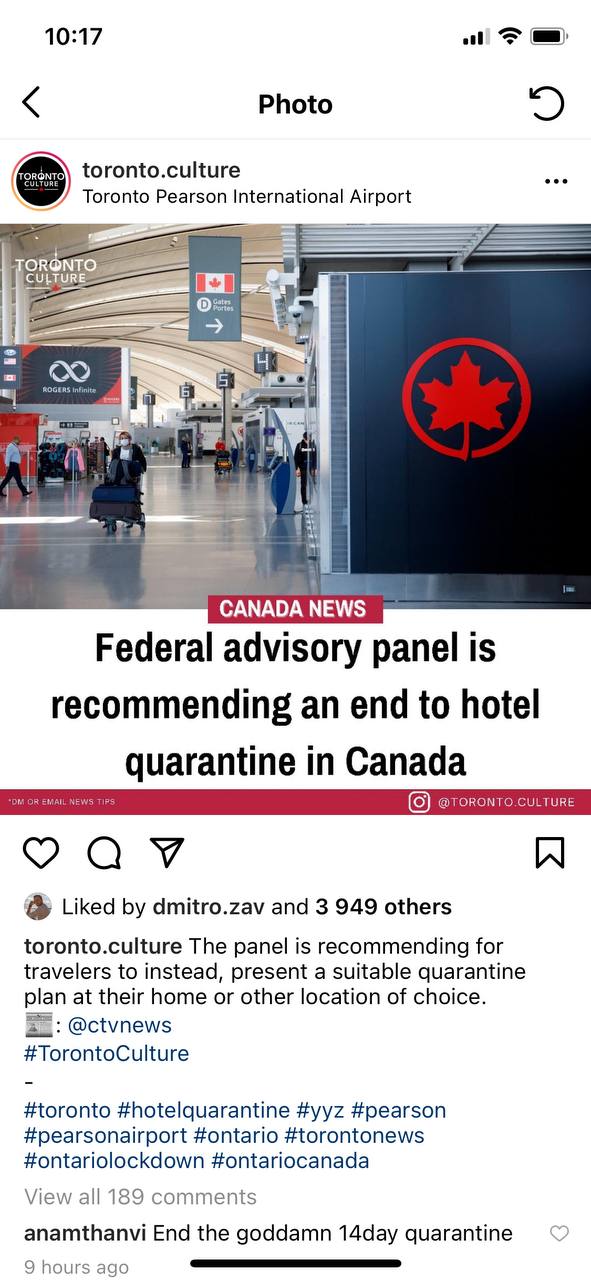 10:17
Photo
toronto.culture
Toronto Pearson International Airport
TORONTO
CULTURE
TORONTO
CULTURE
D Gates
Portes
ROGERS Infinite
4
5
6
CANADA NEWS
Federal advisory panel is
recommending an end to hotel
quarantine in Canada
*DM OR EMAIL NEWS TIPS
@TORONTO.CULTURE
Liked by dmitro.zav and 3 949 others
toronto.culture The panel is recommending for
travelers to instead, present a suitable quarantine
plan at their home or other location of choice.
: @ctvnews
#TorontoCulture
-
#toronto #hotelquarantine #yyz #pearson
#pearsonairport #ontario #torontonews
#ontariolockdown #ontariocanada
View all 189 comments
anamthanvi End the goddamn 14day quarantine
9 hours ago